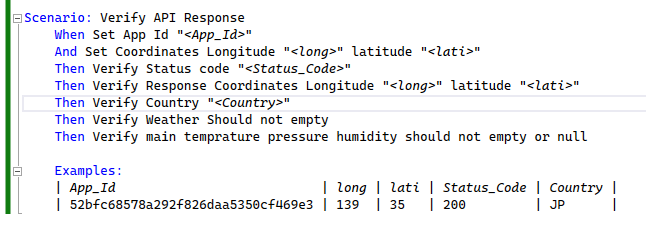 Scenario: Verify API Response
When Set App Id "<App_Id>"
And Set Coordinates Longitude "<long>" latitude "<lati>"
Then Verify Status code "<Status_Code>"
Then Verify Response Coordinates Longitude "<long>" latitude "<lati>"
Then Verify Country "<Country>"
Then Verify Weather Should not empty
Then Verify main temprature pressure humidity should not empty or null
Examples:
| App_Id | long | lati | Status_Code | Country |
| 52bfc68578a292f826daa5350cf469e3 | 139 | 35 | 200 | JP |